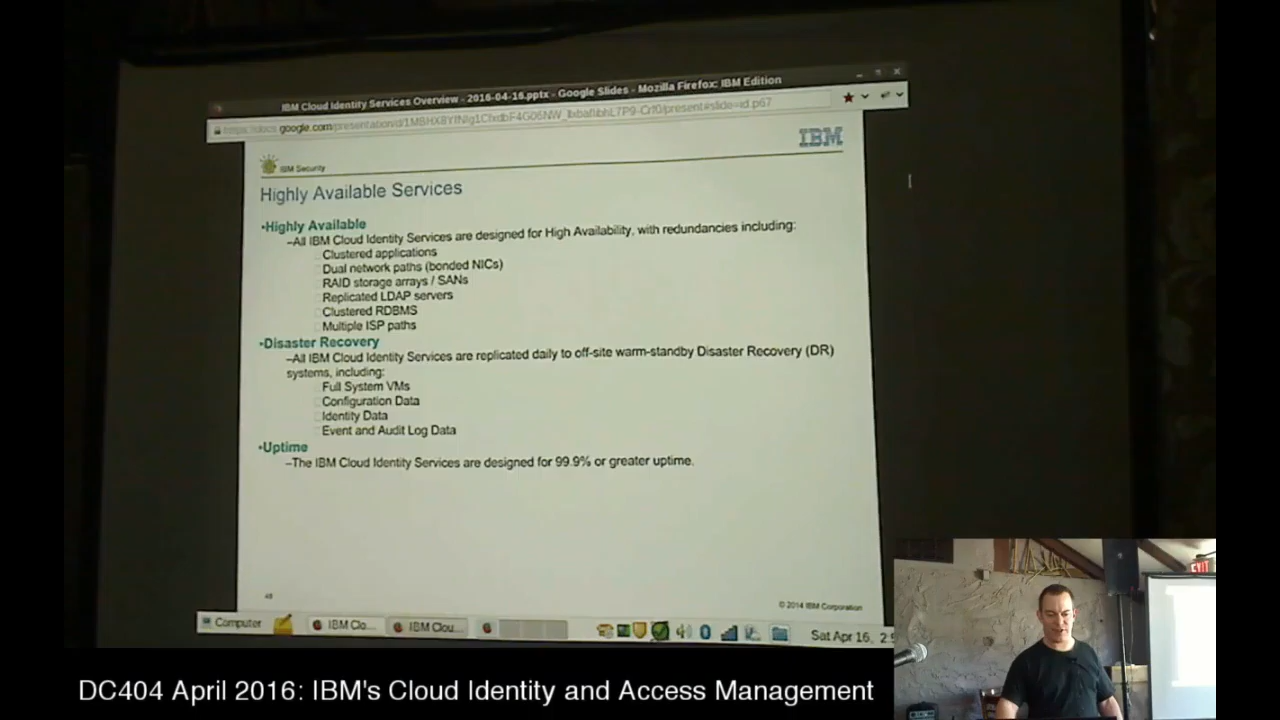 IBM Cloud Identity Services Overview - 2016-04-16.pptx - Google Slides - Mozilla Firefox: IBM Edition
IBM
IBM Security
Highly Available Services
•Highly Available
–All IBM Cloud Identity Services are designed for High Availability, with redundancies including:
Clustered applications
Dual network paths (bonded NICs)
RAID storage arrays / SANs
Replicated LDAP servers
Clustered RDBMS
Multiple ISP paths
•Disaster Recovery
–All IBM Cloud Identity Services are replicated daily to off-site warm-standby Disaster Recovery (DR)
systems, including:
Full System VMs
Configuration Data
Identity Data
Event and Audit Log Data
•Uptime
–The IBM Cloud Identity Services are designed for 99.9% or greater uptime.
© 2014 IBM Corporation
Computer
IBM Clo...
IBM Clou...
Sat Apr 16,
EXIT
DC404 April 2016: IBM's Cloud Identity and Access Management